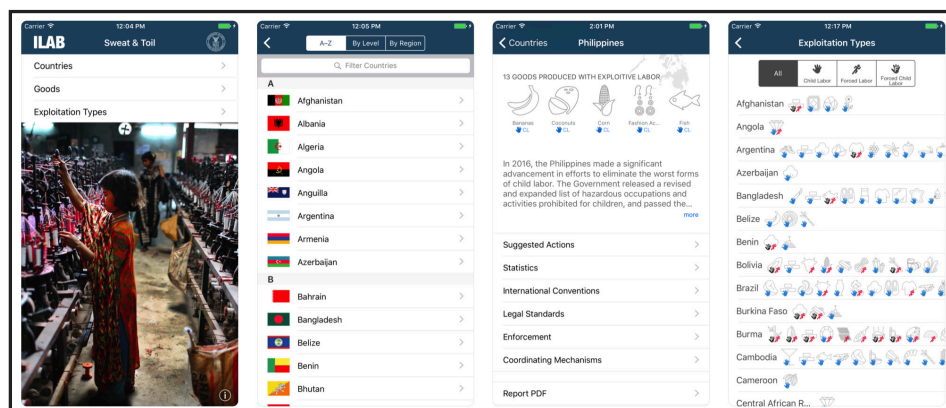 Carrier 12:04 PM
ILAB Sweat & Toil
Countries
Goods
Exploitation Types
Carrier 12:05 PM
A-Z By Level By Region
Filter Countries
A
Afghanistan
Albania
Algeria
Angola
Anguilla
Argentina
Armenia
Azerbaijan
B
Bahrain
Bangladesh
Belize
Benin
Bhutan
Carrier 2:01 PM
Countries Philippines
13 GOODS PRODUCED WITH EXPLOITIVE LABOR
Bananas Coconuts Corn Fashion Ac... Fish
CL CL CL CL CL
In 2016, the Philippines made a significant
advancement in efforts to eliminate the worst forms
of child labor. The Government released a revised
and expanded list of hazardous occupations and
activities prohibited for children, and passed the...
more
Suggested Actions
Statistics
International Conventions
Legal Standards
Enforcement
Coordinating Mechanisms
Report PDF
Carrier 12:17 PM
Exploitation Types
All Child Labor Forced Labor Forced Child
Labor
Afghanistan
Angola
Argentina
Azerbaijan
Bangladesh
Belize
Benin
Bolivia
Brazil
Burkina Faso
Burma
Cambodia
Cameroon
Central African R...